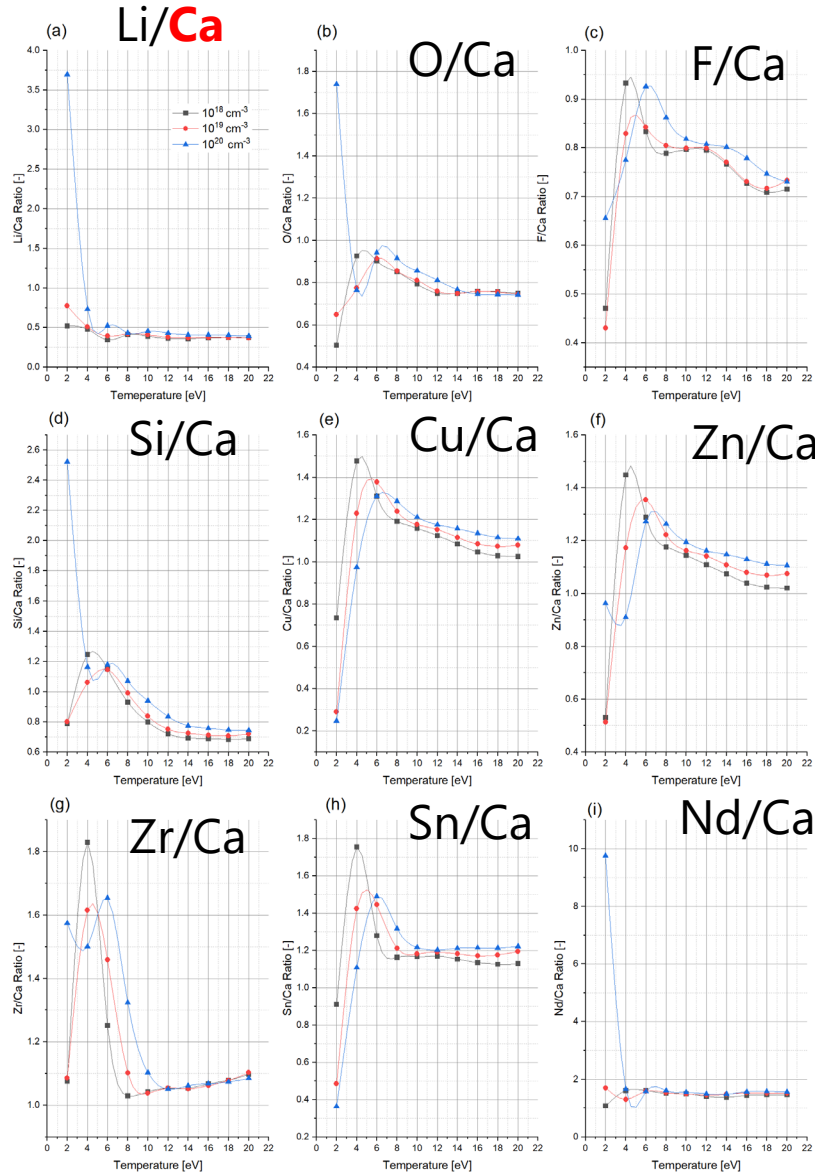 (a)
Li/Ca
4.0
3.5
3.0
2.5
2.0
1.5
1.0
0.5
0.0
Li/Ca Ratio [-]
10¹⁸ cm⁻³
10¹⁹ cm⁻³
10²⁰ cm⁻³
0 2 4 6 8 10 12 14 16 18 20 22
Temeperature [eV]
(b)
O/Ca
1.8
1.6
1.4
1.2
1.0
0.8
0.6
0.4
O/Ca Ratio [-]
0 2 4 6 8 10 12 14 16 18 20 22
Temeperature [eV]
(c)
F/Ca
1.0
0.9
0.8
0.7
0.6
0.5
0.4
F/Ca Ratio [-]
0 2 4 6 8 10 12 14 16 18 20 22
Temeperature [eV]
(d)
Si/Ca
2.6
2.4
2.2
2.0
1.8
1.6
1.4
1.2
1.0
0.8
0.6
Si/Ca Ratio [-]
0 2 4 6 8 10 12 14 16 18 20 22
Temperature [eV]
(e)
Cu/Ca
1.6
1.4
1.2
1.0
0.8
0.6
0.4
0.2
Cu/Ca Ratio [-]
0 2 4 6 8 10 12 14 16 18 20 22
Temperature [eV]
(f)
Zn/Ca
1.6
1.4
1.2
1.0
0.8
0.6
0.4
Zn/Ca Ratio [-]
0 2 4 6 8 10 12 14 16 18 20 22
Temperature [eV]
(g)
Zr/Ca
1.8
1.6
1.4
1.2
1.0
Zr/Ca Ratio [-]
0 2 4 6 8 10 12 14 16 18 20 22
Temperature [eV]
(h)
Sn/Ca
1.8
1.6
1.4
1.2
1.0
0.8
0.6
0.4
0.2
Sn/Ca Ratio [-]
0 2 4 6 8 10 12 14 16 18 20 22
Temperature [eV]
(i)
Nd/Ca
10
8
6
4
2
0
Nd/Ca Ratio [-]
0 2 4 6 8 10 12 14 16 18 20 22
Temperature [eV]